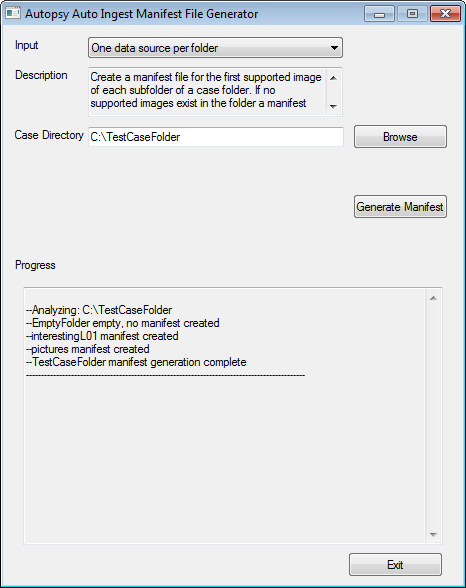 Autopsy Auto Ingest Manifest File Generator
Input
One data source per folder
Description
Create a manifest file for the first supported image
of each subfolder of a case folder. If no
supported images exist in the folder a manifest
Case Directory
C:\TestCaseFolder
Browse
Generate Manifest
Progress
--Analyzing: C:\TestCaseFolder
--EmptyFolder empty, no manifest created
--interestingL01 manifest created
--pictures manifest created
--TestCaseFolder manifest generation complete
--------------------------------------------------------------------------------------------
Exit